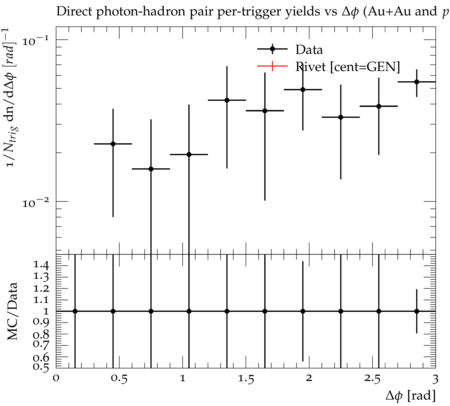 Direct photon-hadron pair per-trigger yields vs Δϕ (Au+Au and p
10⁻¹
10⁻²
1/N_trig dn/dΔϕ [rad]⁻¹
Data
Rivet [cent=GEN]
1.4
1.3
1.2
1.1
1
0.9
0.8
0.7
0.6
0.5
MC/Data
0 0.5 1 1.5 2 2.5 3
Δϕ [rad]